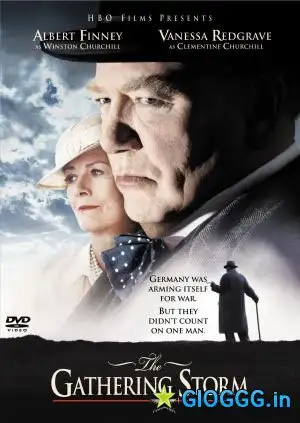 HBO FILMS PRESENTS
ALBERT FINNEY
AS WINSTON CHURCHILL
VANESSA REDGRAVE
AS CLEMENTINE CHURCHILL
GERMANY WAS
ARMING ITSELF
FOR WAR.
BUT THEY
DIDN'T COUNT
ON ONE MAN.
DVD
VIDEO
The
GATHERING STORM
GIOGGG.in